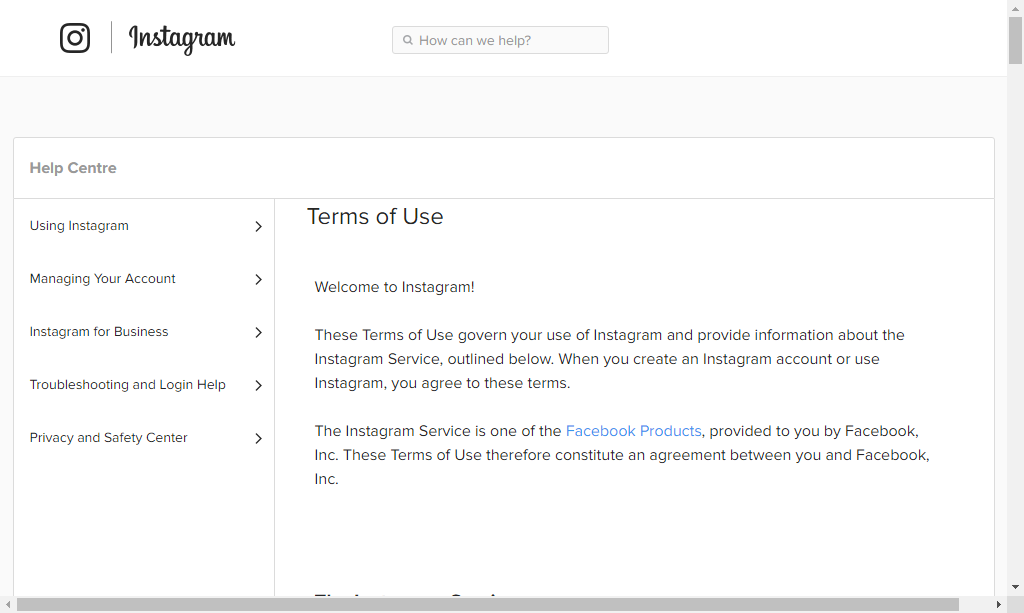 Instagram
How can we help?
Help Centre
Using Instagram
Managing Your Account
Instagram for Business
Troubleshooting and Login Help
Privacy and Safety Center
Terms of Use
Welcome to Instagram!
These Terms of Use govern your use of Instagram and provide information about the
Instagram Service, outlined below. When you create an Instagram account or use
Instagram, you agree to these terms.
The Instagram Service is one of the Facebook Products, provided to you by Facebook,
Inc. These Terms of Use therefore constitute an agreement between you and Facebook,
Inc.